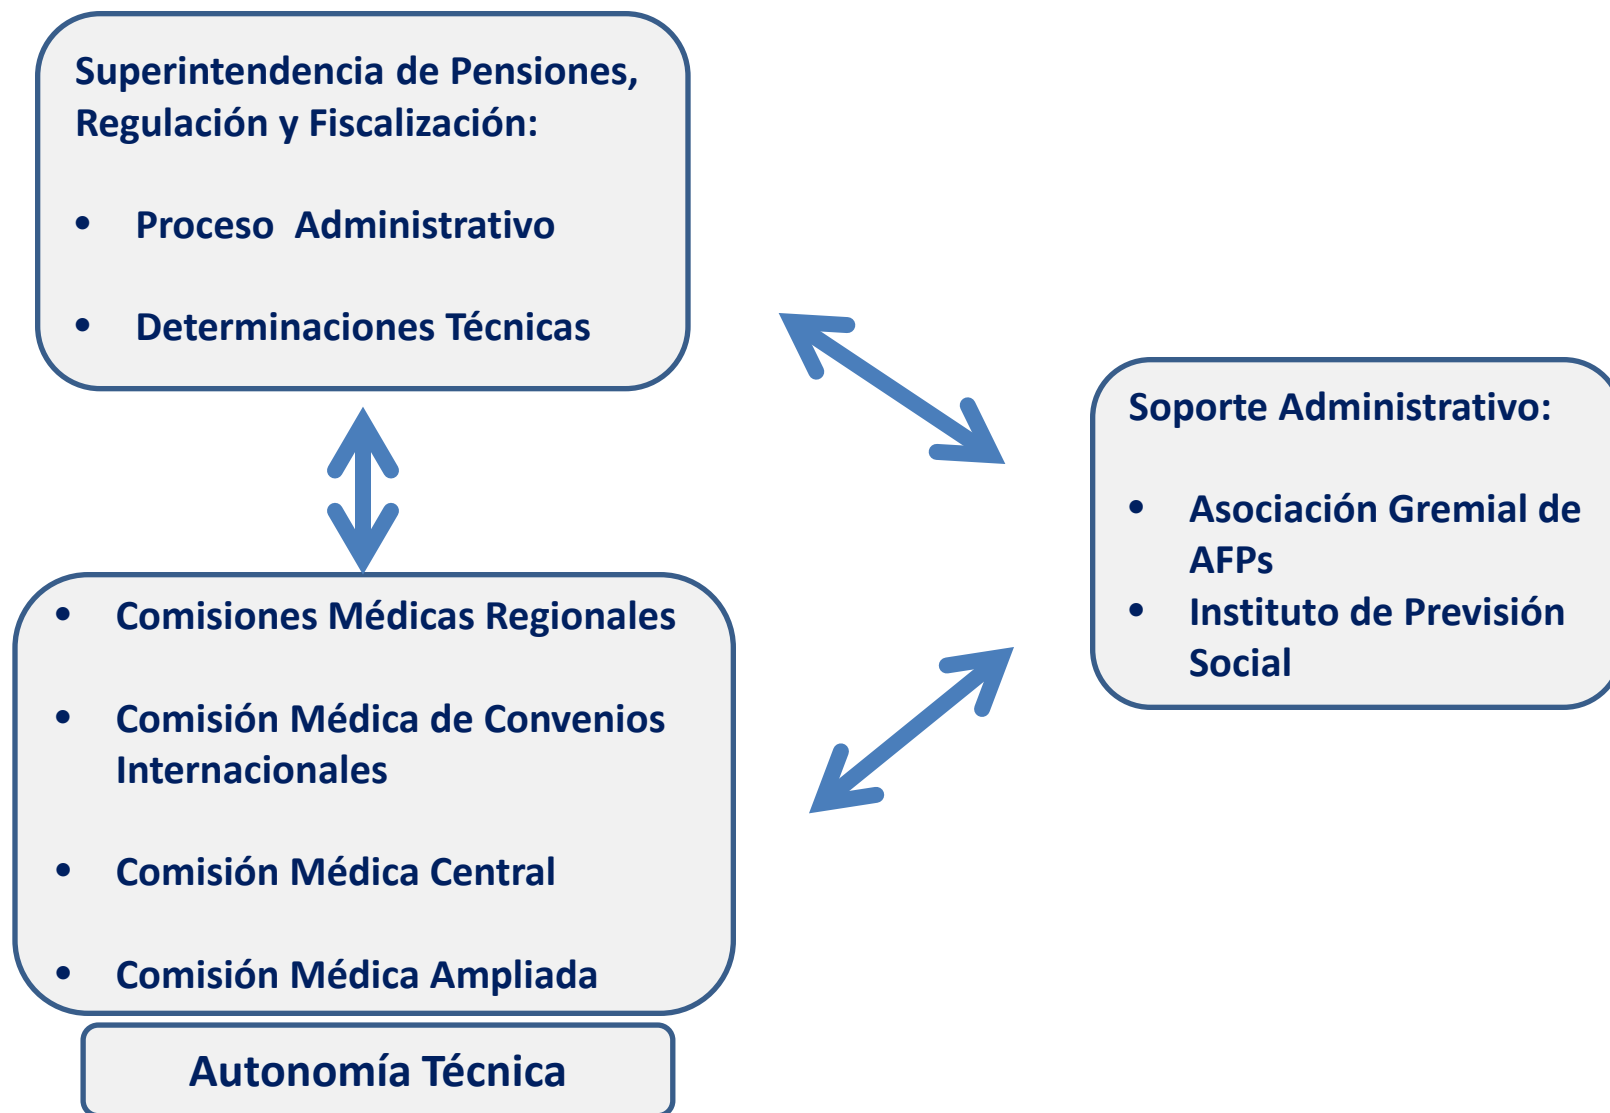 Superintendencia de Pensiones,
Regulación y Fiscalización:
• Proceso  Administrativo
• Determinaciones Técnicas
Soporte Administrativo:
• Asociación Gremial de
AFPs
• Instituto de Previsión
Social
• Comisiones Médicas Regionales
• Comisión Médica de Convenios
Internacionales
• Comisión Médica Central
• Comisión Médica Ampliada
Autonomía Técnica